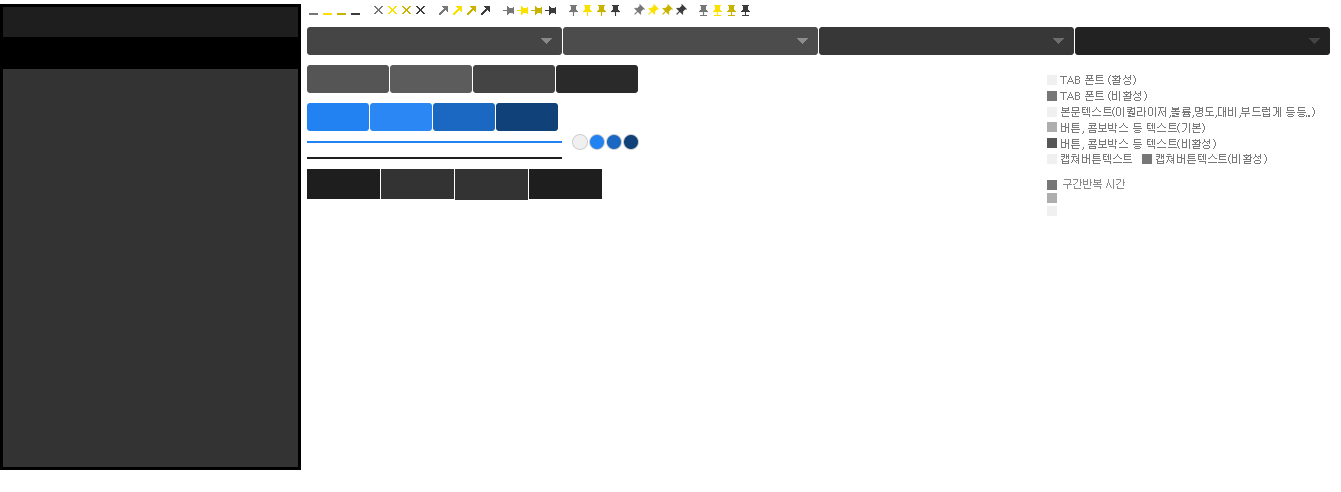 TAB 폰트 (활성)
TAB 폰트 (비활성)
본문텍스트(이퀄라이저,볼륨,명도,대비,부드럽게 등등..)
버튼, 콤보박스 등 텍스트(기본)
버튼, 콤보박스 등 텍스트(비활성)
캡쳐버튼텍스트 캡쳐버튼텍스트(비활성)
구간반복 시간